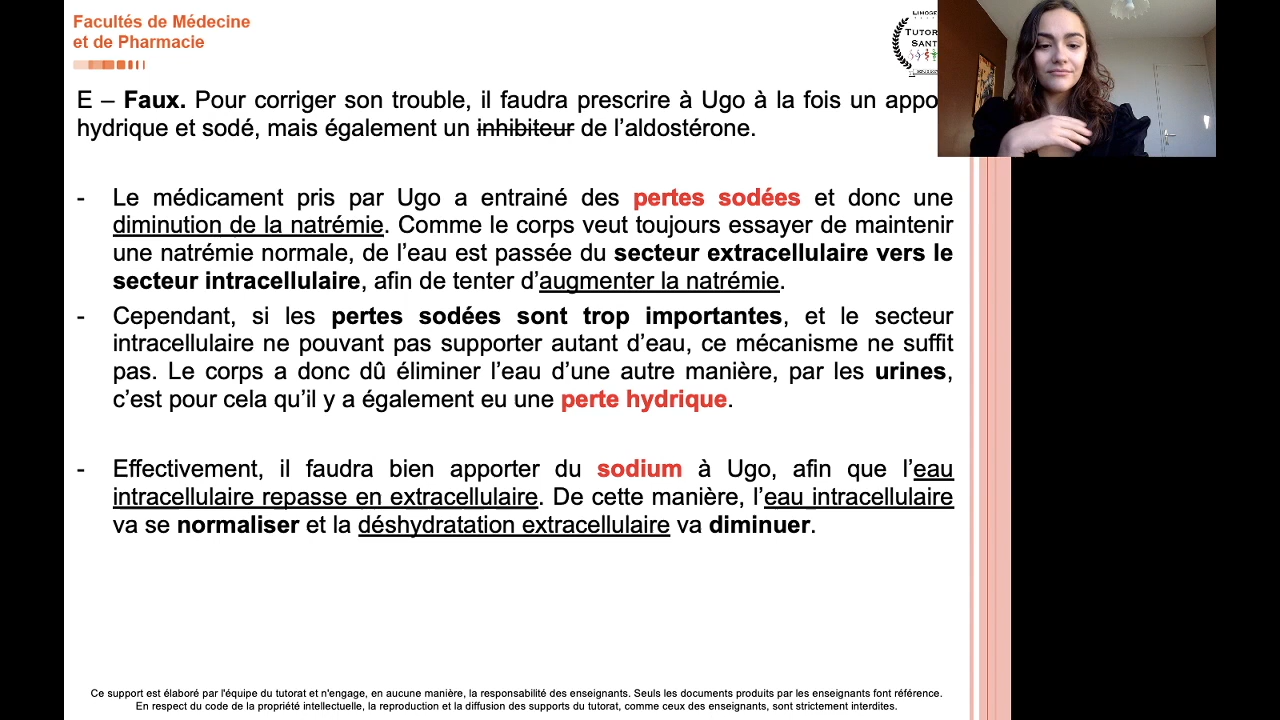 Facultés de Médecine
et de Pharmacie
E – Faux. Pour corriger son trouble, il faudra prescrire à Ugo à la fois un appo
hydrique et sodé, mais également un inhibiteur de l’aldostérone.
- Le médicament pris par Ugo a entrainé des pertes sodées et donc une
diminution de la natrémie. Comme le corps veut toujours essayer de maintenir
une natrémie normale, de l’eau est passée du secteur extracellulaire vers le
secteur intracellulaire, afin de tenter d’augmenter la natrémie.
- Cependant, si les pertes sodées sont trop importantes, et le secteur
intracellulaire ne pouvant pas supporter autant d’eau, ce mécanisme ne suffit
pas. Le corps a donc dû éliminer l’eau d’une autre manière, par les urines,
c’est pour cela qu’il y a également eu une perte hydrique.
- Effectivement, il faudra bien apporter du sodium à Ugo, afin que l’eau
intracellulaire repasse en extracellulaire. De cette manière, l’eau intracellulaire
va se normaliser et la déshydratation extracellulaire va diminuer.
Ce support est élaboré par l'équipe du tutorat et n'engage, en aucune manière, la responsabilité des enseignants. Seuls les documents produits par les enseignants font référence.
En respect du code de la propriété intellectuelle, la reproduction et la diffusion des supports du tutorat, comme ceux des enseignants, sont strictement interdites.